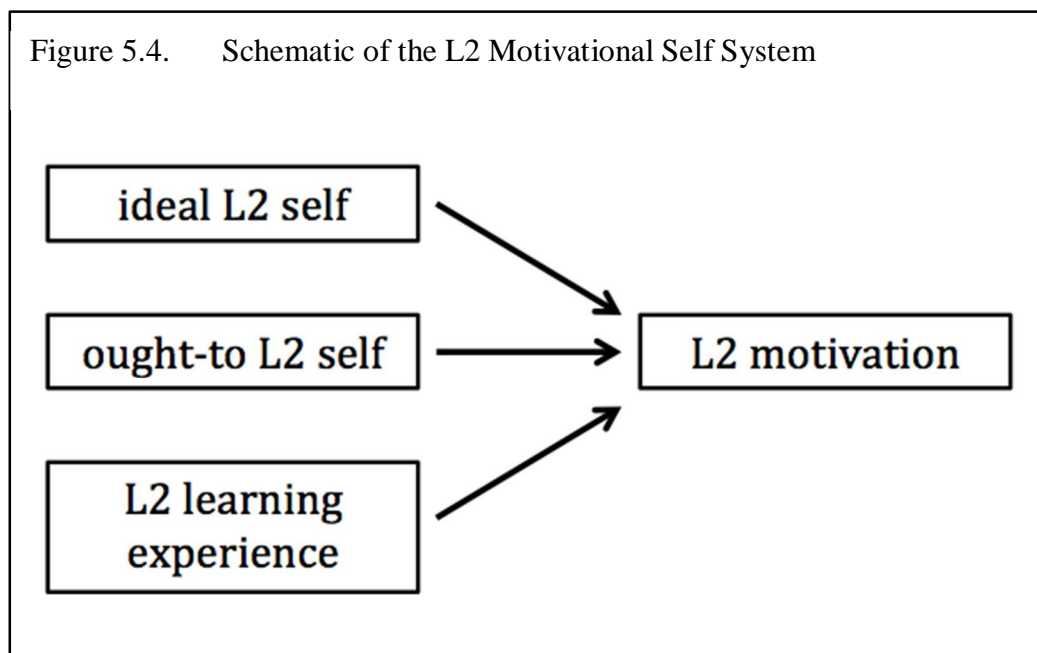 Figure 5.4. Schematic of the L2 Motivational Self System
ideal L2 self
ought-to L2 self
L2 motivation
L2 learning
experience